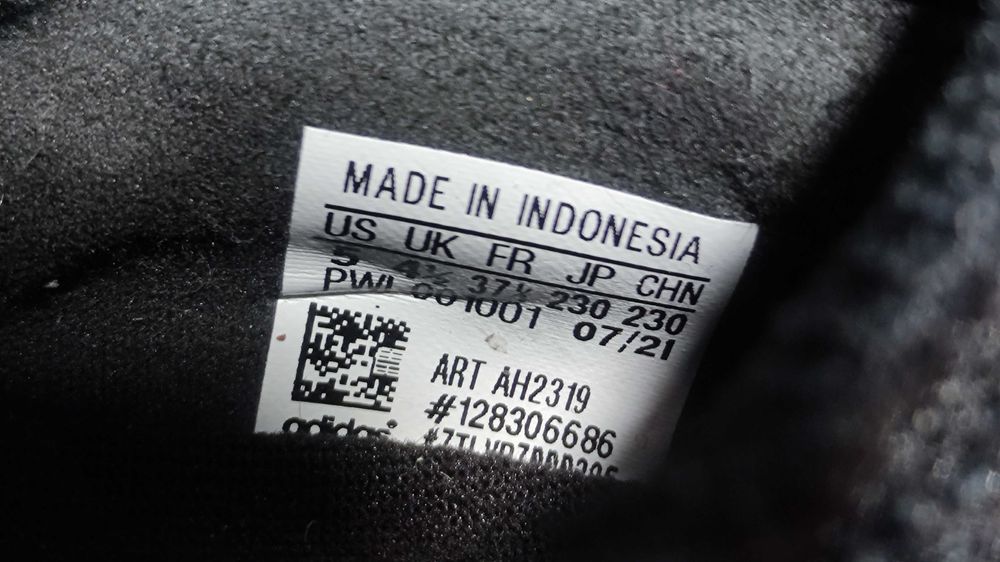 MADE IN INDONESIA
US UK FR JP CHN
5 4½ 37⅓ 230 230
PWI 001001 07/21
ART AH2319
#128306686
adidas